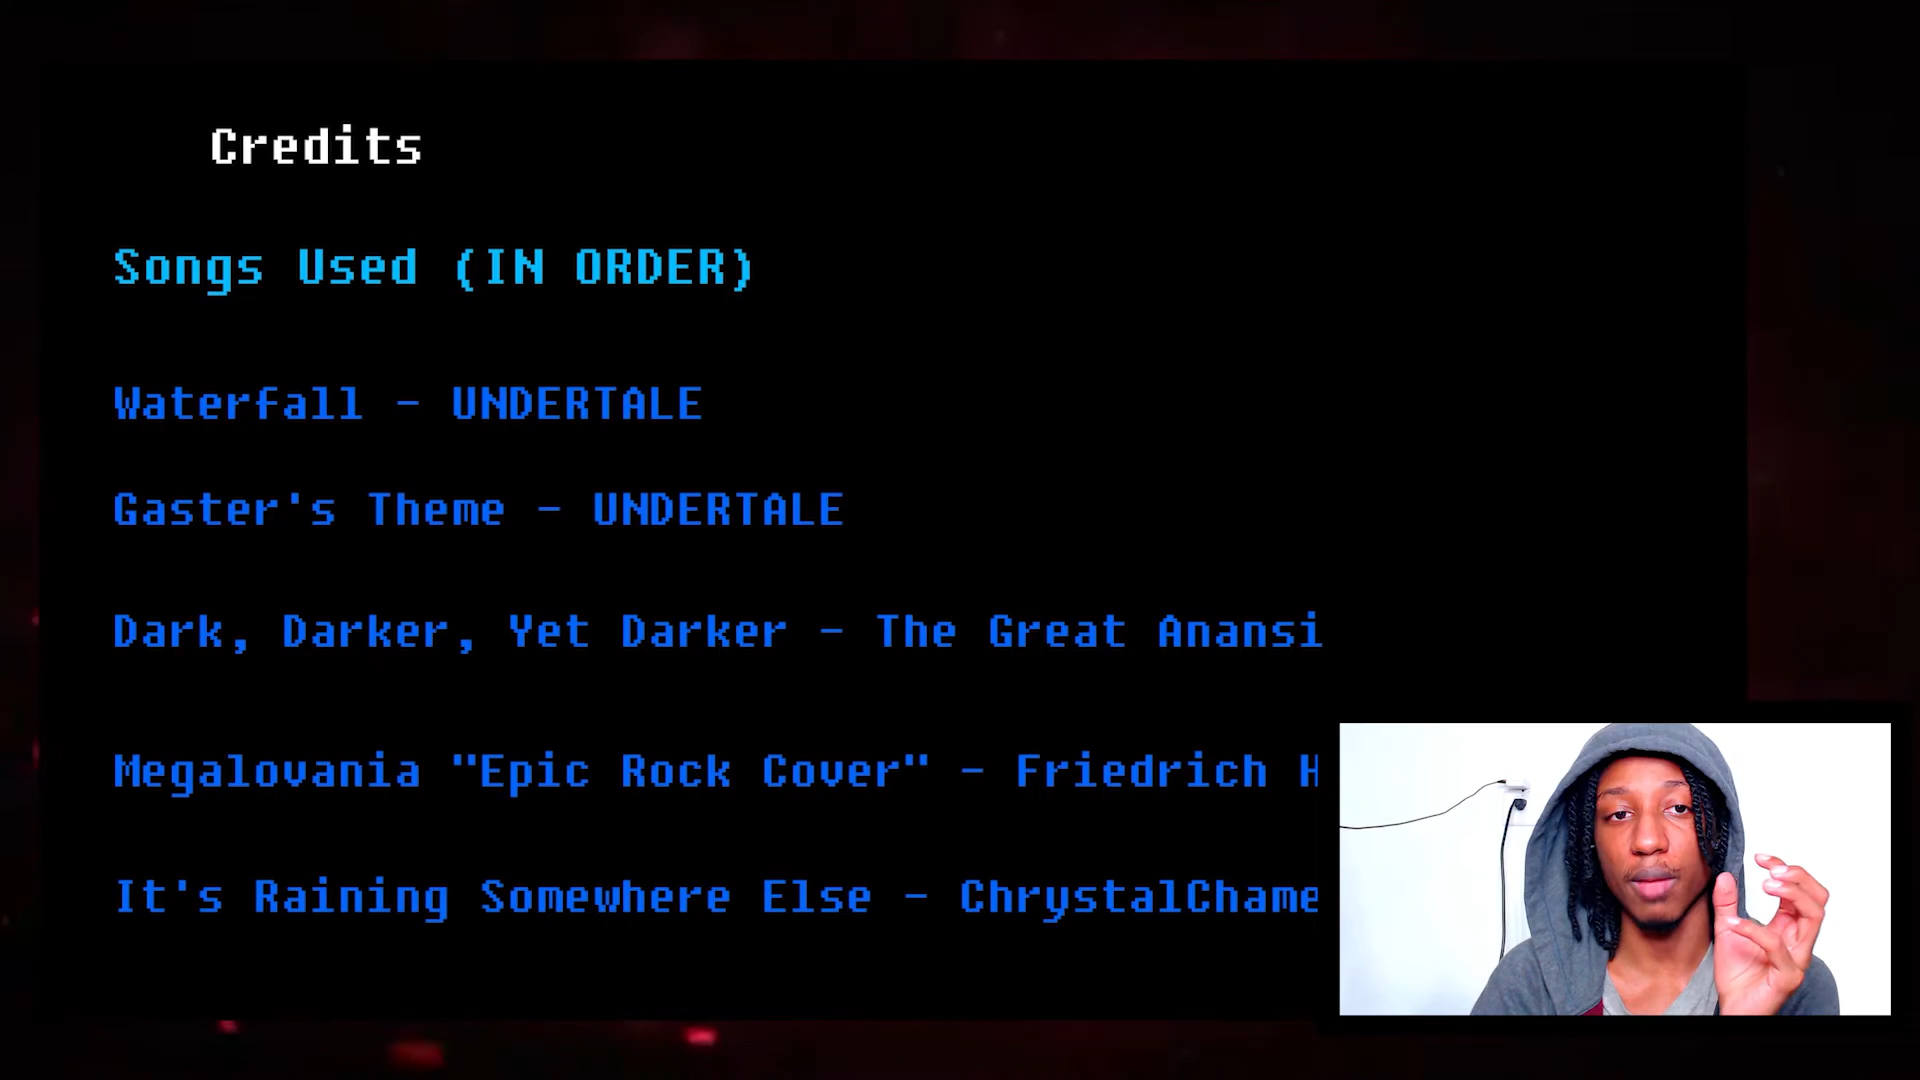 Credits
Songs Used (IN ORDER)
Waterfall - UNDERTALE
Gaster's Theme - UNDERTALE
Dark, Darker, Yet Darker - The Great Anansi
Megalovania "Epic Rock Cover" - Friedrich
It's Raining Somewhere Else -